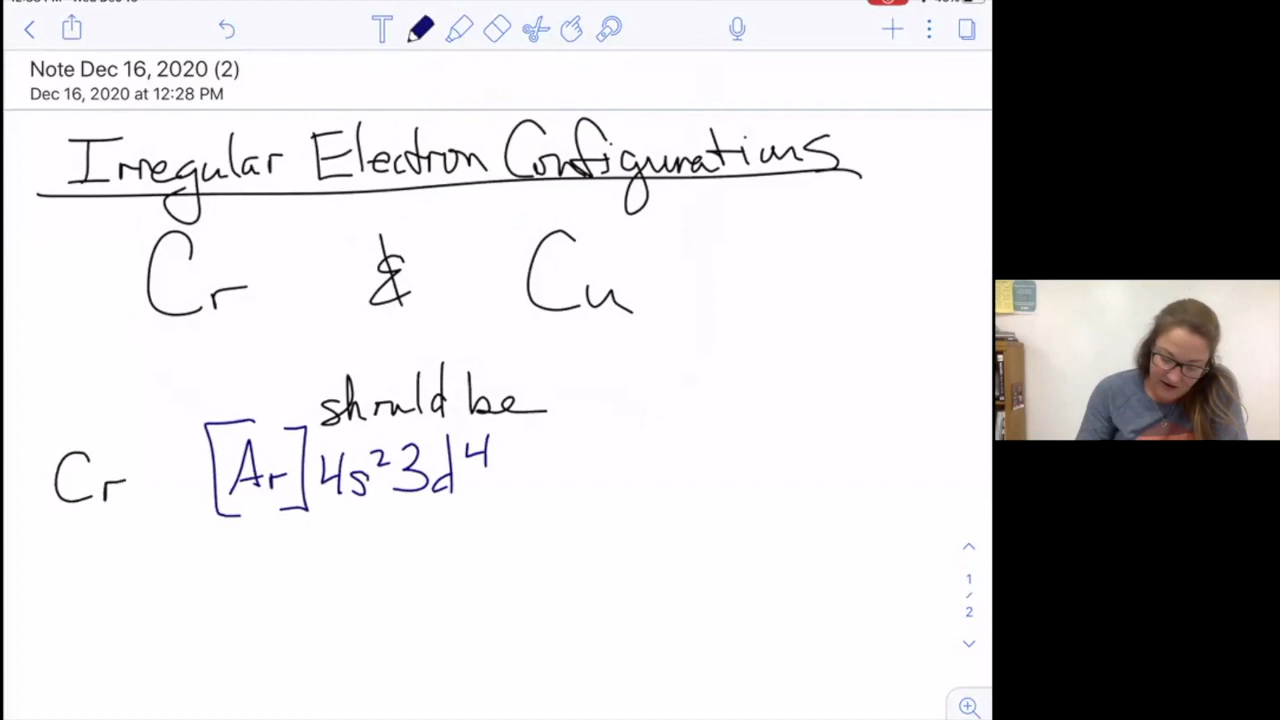 Note Dec 16, 2020 (2)
Dec 16, 2020 at 12:28 PM
Irregular Electron Configurations
Cr & Cu
should be
Cr [Ar] 4s² 3d⁴
1
/
2